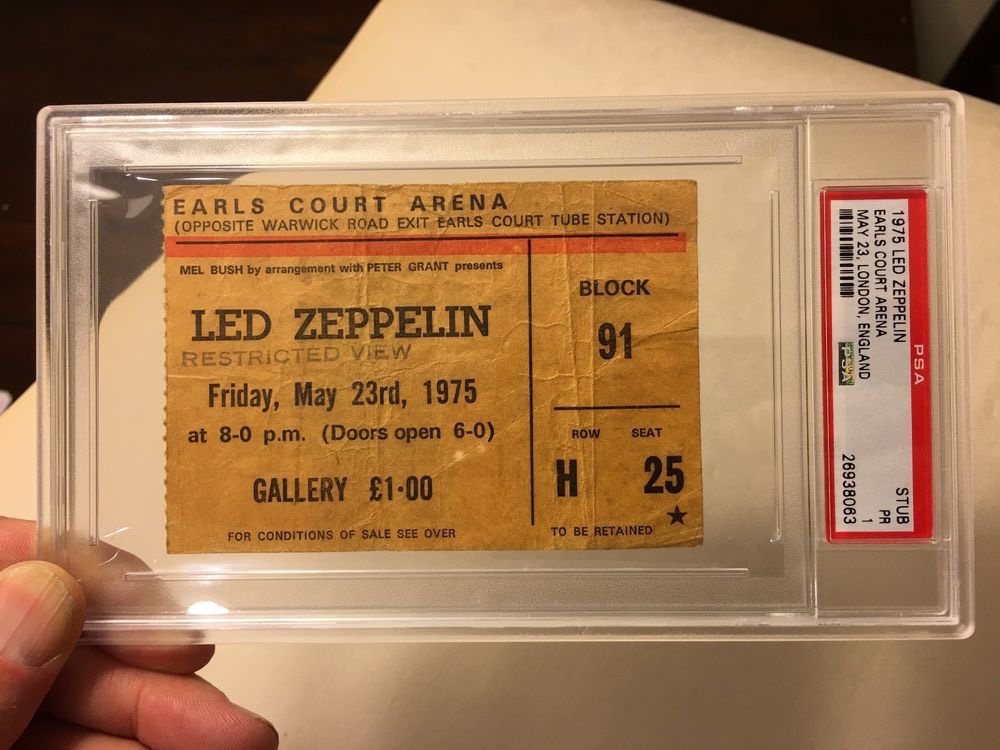 EARLS COURT ARENA
(OPPOSITE WARWICK ROAD EXIT EARLS COURT TUBE STATION)
MEL BUSH by arrangement with PETER GRANT presents
LED ZEPPELIN
RESTRICTED VIEW
Friday, May 23rd, 1975
at 8-0 p.m. (Doors open 6-0)
GALLERY £1·00
FOR CONDITIONS OF SALE SEE OVER
BLOCK
91
ROW SEAT
H 25
TO BE RETAINED
PSA
1975 LED ZEPPELIN STUB
EARLS COURT ARENA PR
MAY 23, LONDON, ENGLAND 1
PSA 26938063